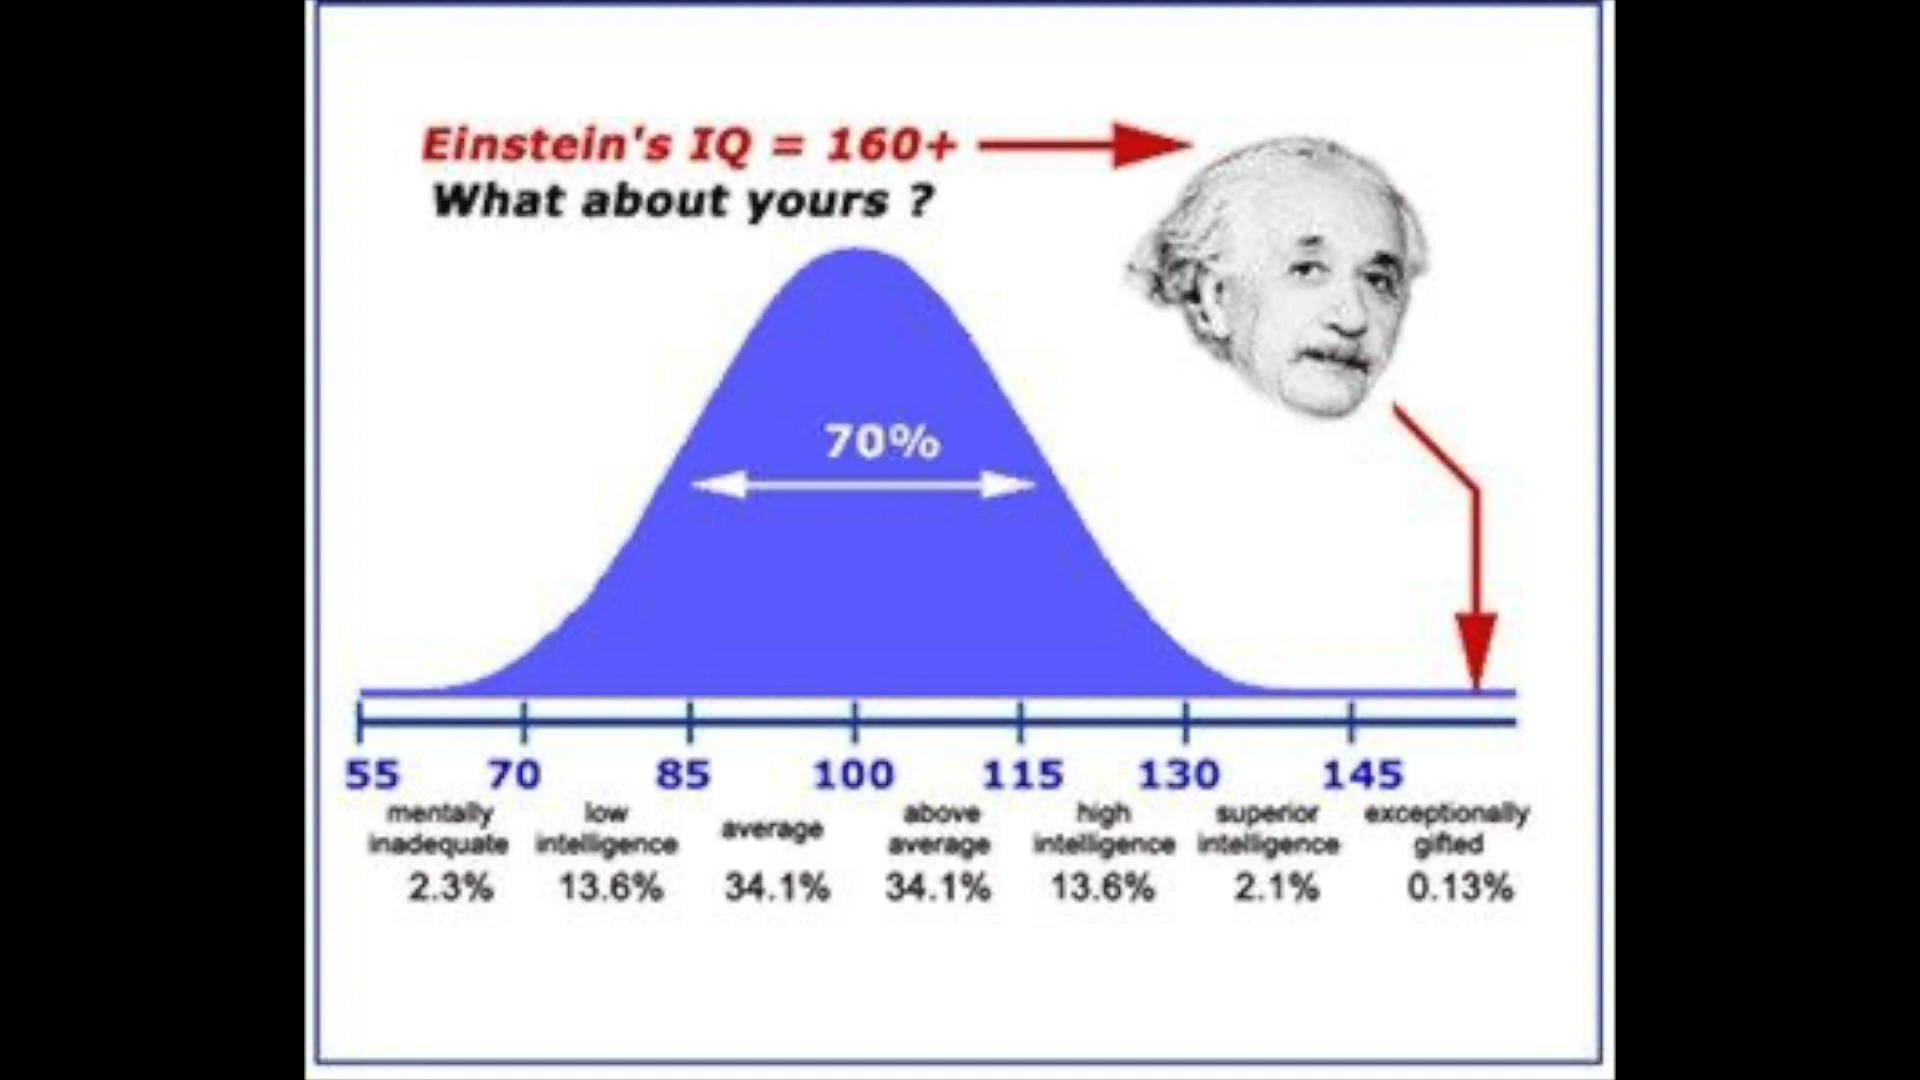 Einstein's IQ = 160+
What about yours ?
70%
55 70 85 100 115 130 145
mentally inadequate
low intelligence
average
above average
high intelligence
superior intelligence
exceptionally gifted
2.3% 13.6% 34.1% 34.1% 13.6% 2.1% 0.13%